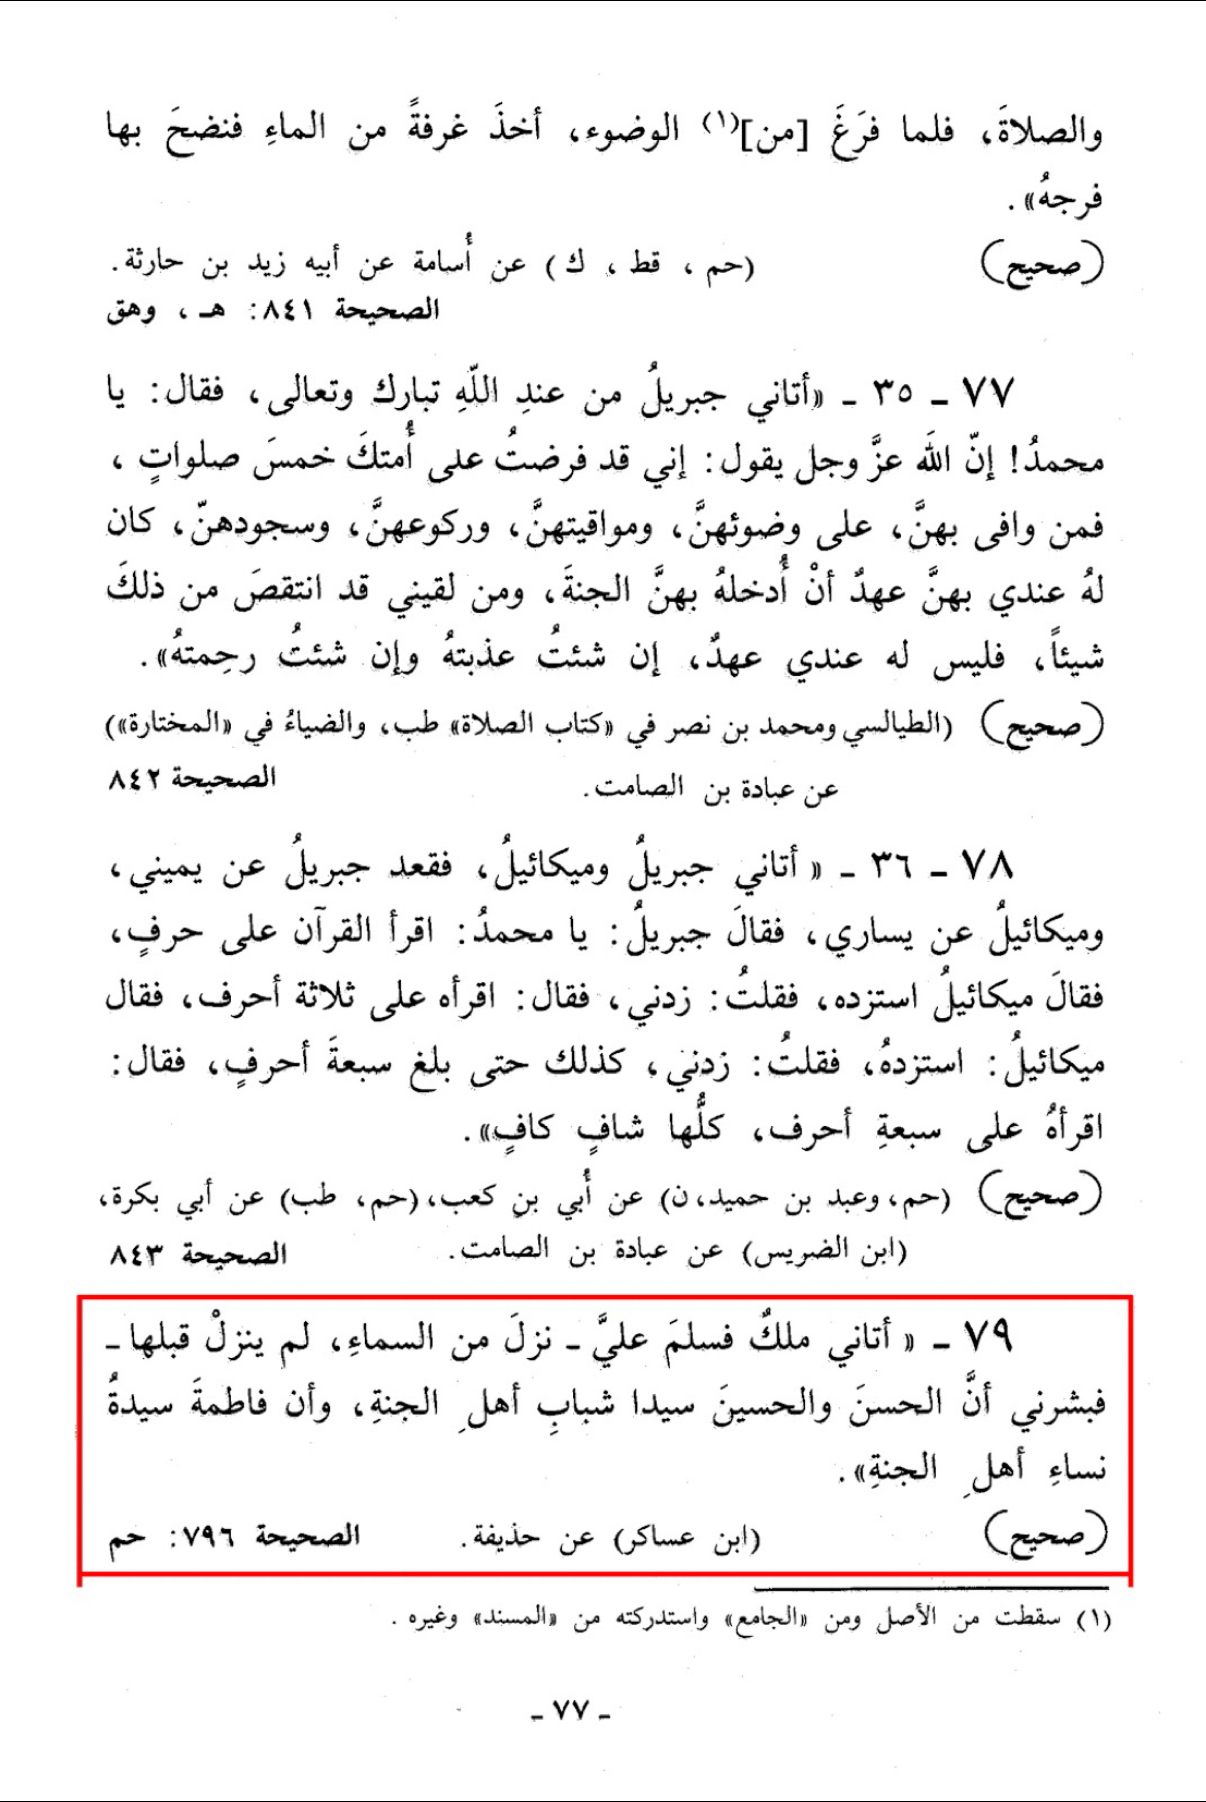 والصلاةَ، فلما فرَغَ [من](١) الوضوء، أخذَ غرفةً من الماءِ فنضحَ بها
فرجهُ».
(صحيح) (حم ، قط ، ك) عن أُسامة عن أبيه زيد بن حارثة.
الصحيحة ٨٤١: هـ ، وهق
٧٧ ـ ٣٥ ـ «أتاني جبريلُ من عندِ اللّهِ تبارك وتعالى، فقال: يا
محمدُ! إنّ الله عزَّ وجل يقول: إني قد فرضتُ على أُمتكَ خمسَ صلواتٍ ،
فمن وافى بهنَّ، على وضوئهنَّ، ومواقيتهنَّ، وركوعهنَّ، وسجودهنّ، كان
لهُ عندي بهنَّ عهدٌ أنْ أُدخلهُ بهنَّ الجنةَ، ومن لقيني قد انتقصَ من ذلكَ
شيئاً، فليس له عندي عهدٌ، إن شئتُ عذبتهُ وإن شئتُ رحِمتهُ».
(صحيح) (الطيالسي ومحمد بن نصر في «كتاب الصلاة» طب، والضياءُ في «المختارة»)
عن عبادة بن الصامت. الصحيحة ٨٤٢
٧٨ ـ ٣٦ ـ « أتاني جبريلُ وميكائيلُ، فقعد جبريلُ عن يميني،
وميكائيلُ عن يساري، فقالَ جبريلُ: يا محمدُ: اقرأ القرآن على حرفٍ،
فقالَ ميكائيلُ استزده، فقلتُ: زدني، فقال: اقرأه على ثلاثة أحرف، فقال
ميكائيلُ: استزدهُ، فقلتُ: زدني، كذلك حتى بلغ سبعةَ أحرفٍ، فقال:
اقرأهُ على سبعةِ أحرف، كلُّها شافٍ كافٍ».
(صحيح) (حم، وعبد بن حميد، ن) عن أُبي بنِ كعب، (حم، طب) عن أبي بكرة،
(ابن الضريس) عن عبادة بن الصامت. الصحيحة ٨٤٣
٧٩ ـ « أتاني ملكٌ فسلمَ عليَّ ـ نزلَ من السماءِ، لم ينزلْ قبلها ـ
فبشرني أنَّ الحسنَ والحسينَ سيدا شبابِ أهلِ الجنةِ، وأن فاطمةَ سيدةُ
نساءِ أهلِ الجنةِ».
(صحيح) (ابن عساكر) عن حذيفة. الصحيحة ٧٩٦: حم
(١) سقطت من الأصل ومن «الجامع» واستدركته من «المسند» وغيره .
ـ ٧٧ ـ